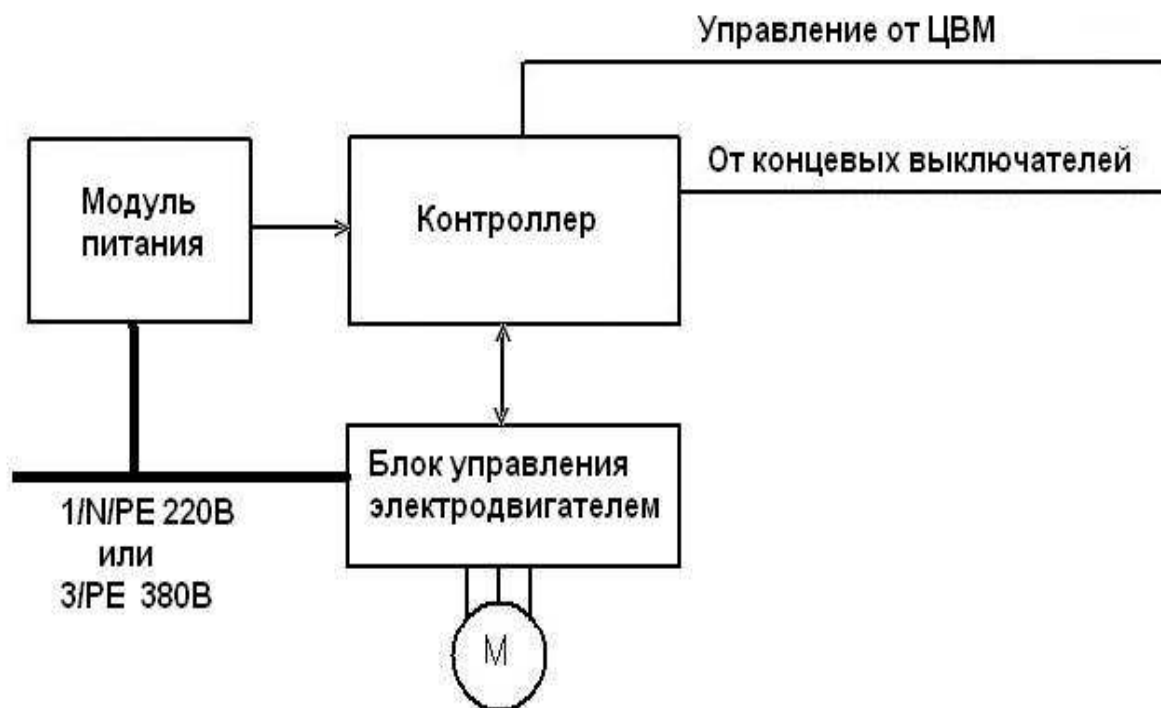 Управление от ЦВМ
От концевых выключателей
Модуль
питания
Контроллер
Блок управления
электродвигателем
1/N/PE 220В
или
3/PE 380В
M